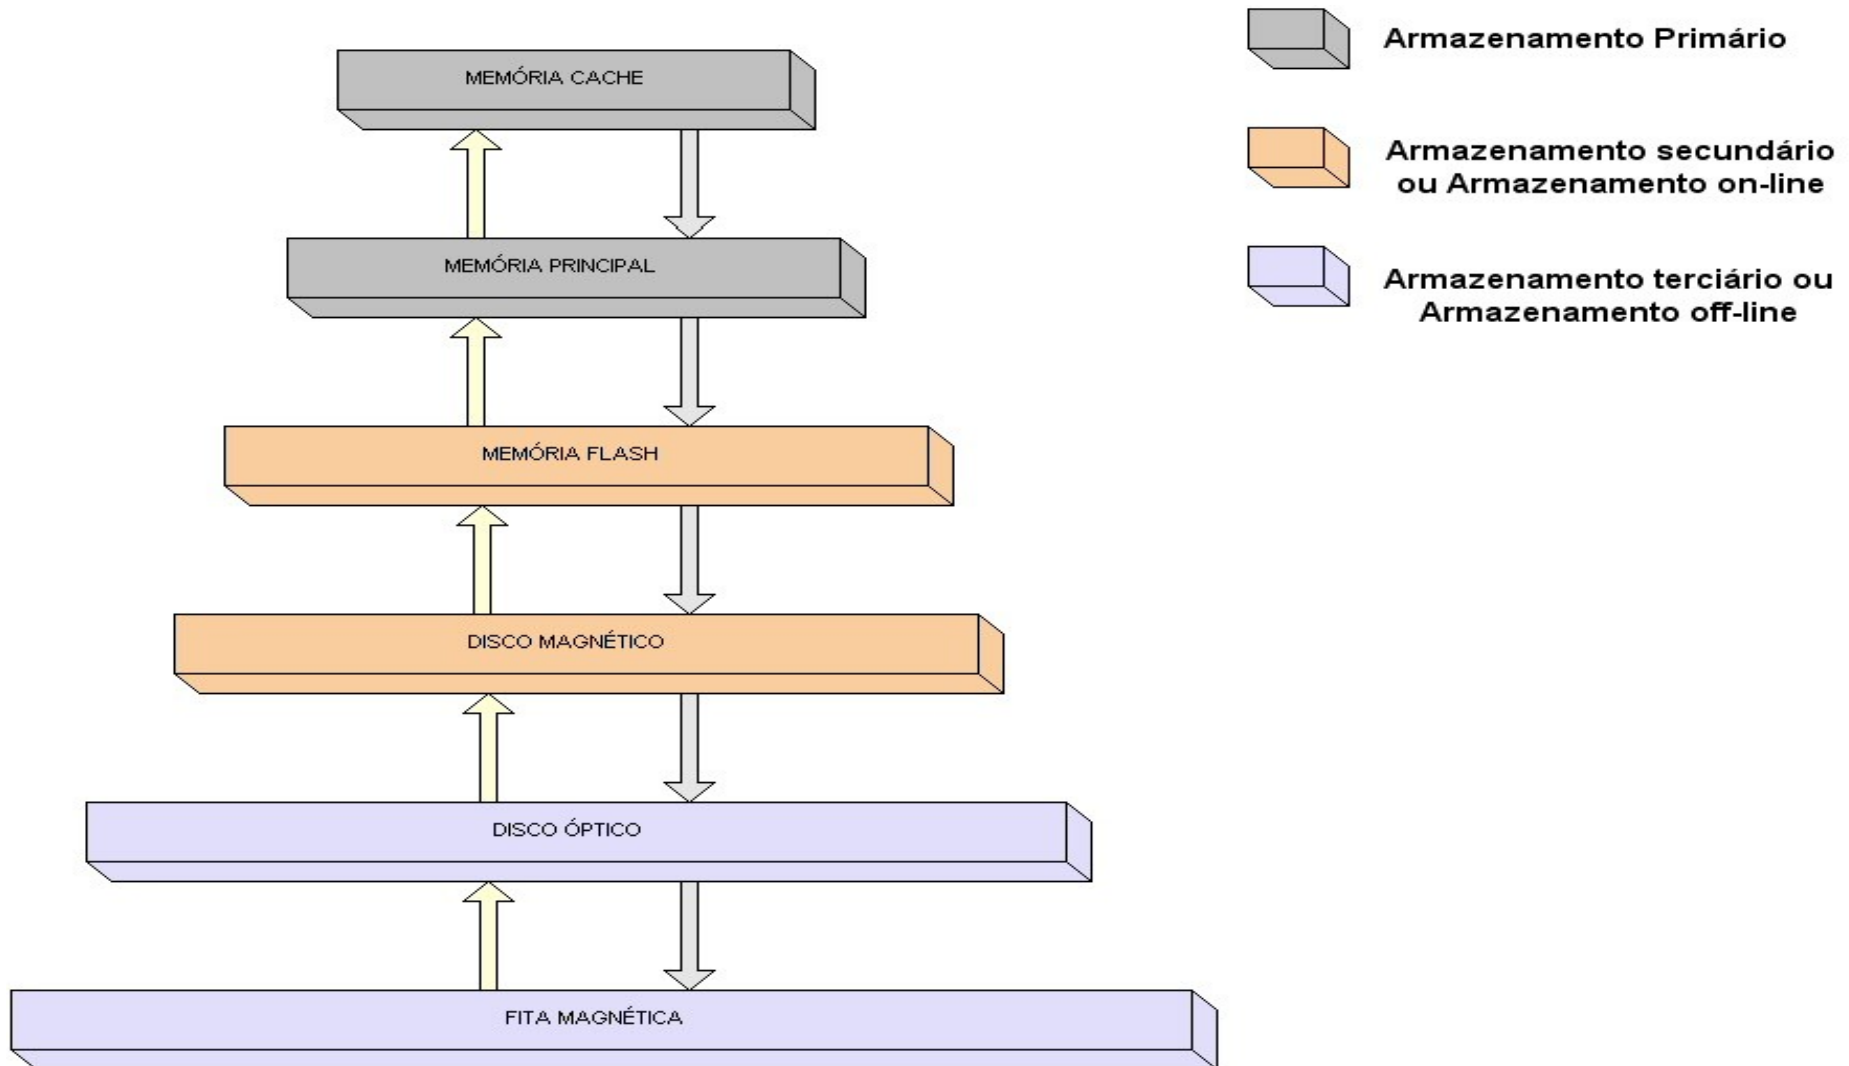 MEMÓRIA CACHE
MEMÓRIA PRINCIPAL
MEMÓRIA FLASH
DISCO MAGNÉTICO
DISCO ÓPTICO
FITA MAGNÉTICA
Armazenamento Primário
Armazenamento secundário
ou Armazenamento on-line
Armazenamento terciário ou
Armazenamento off-line